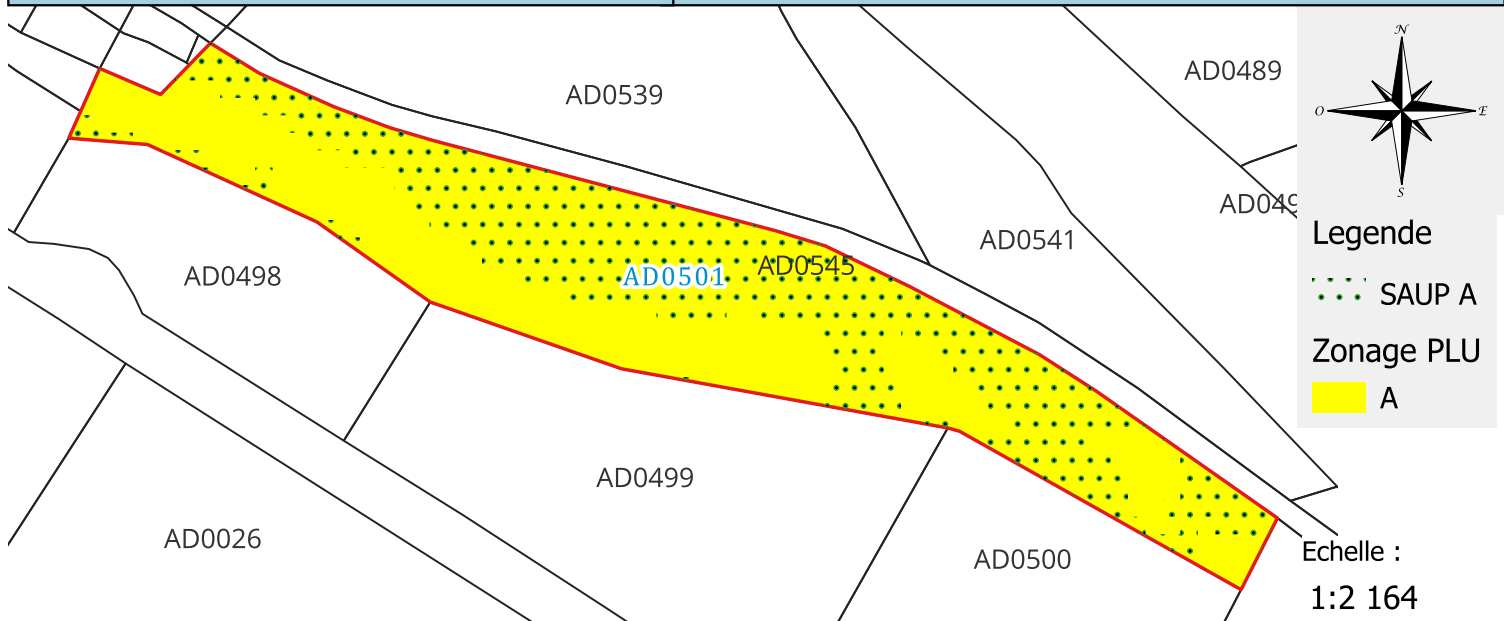 N
AD0489
AD0539
O
E
S
AD049
Legende
AD0541
AD0545
AD0501
AD0498
SAUP A
Zonage PLU
A
AD0499
AD0026
AD0500
Echelle :
1:2 164